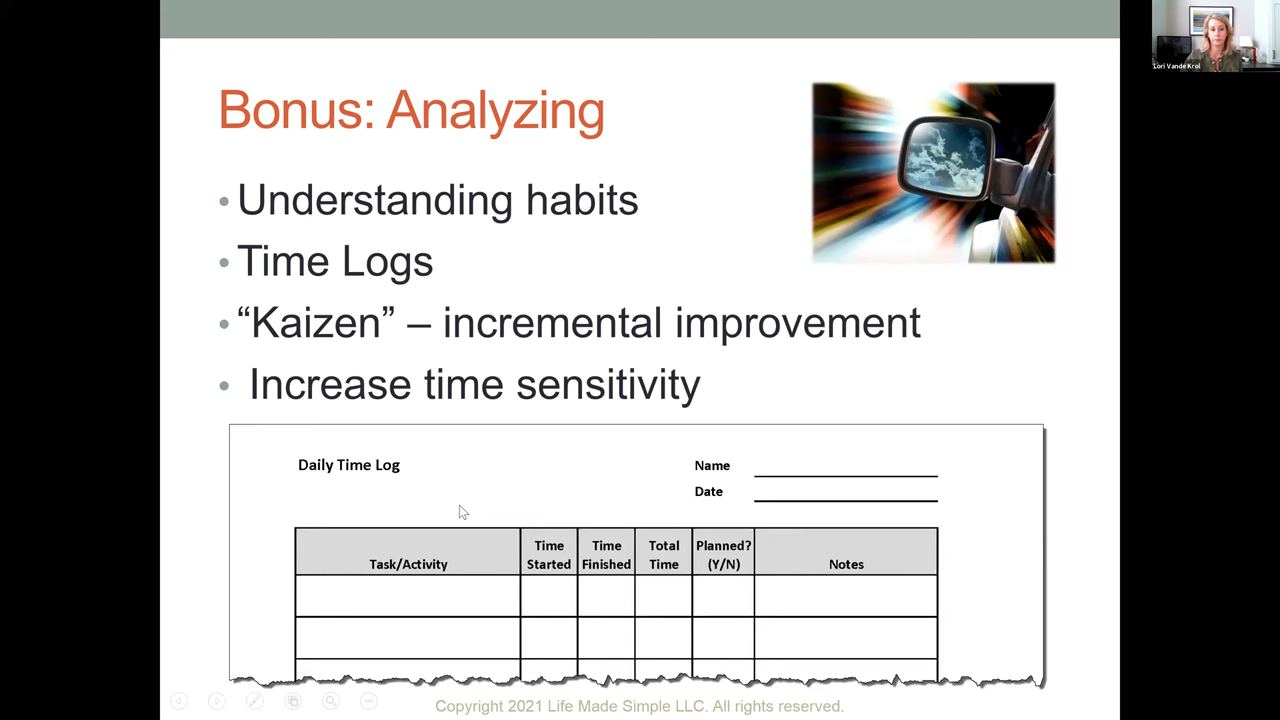 Lori Vande Krol
Bonus: Analyzing
• Understanding habits
• Time Logs
• “Kaizen” – incremental improvement
• Increase time sensitivity
Daily Time Log
Name
Date
Task/Activity
Time Started
Time Finished
Total Time
Planned? (Y/N)
Notes
Copyright 2021 Life Made Simple LLC. All rights reserved.